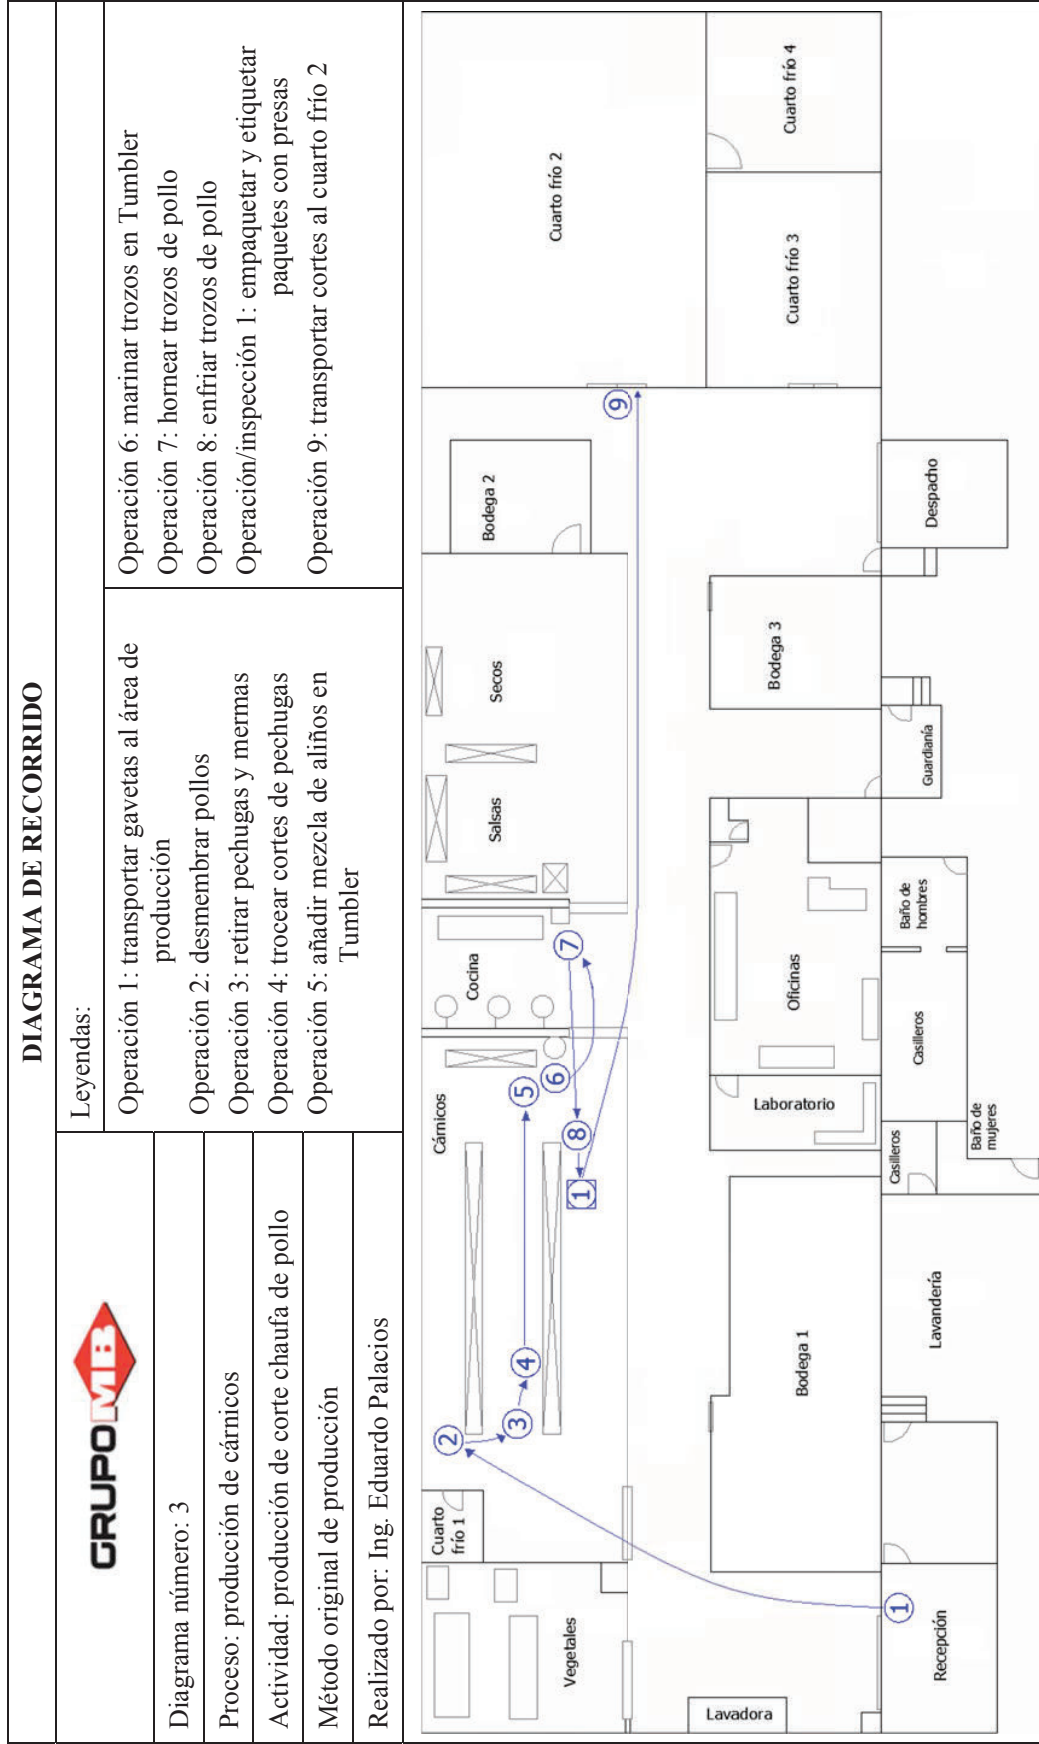 DIAGRAMA DE RECORRIDO
GRUPO MB
Diagrama número: 3
Proceso: producción de cárnicos
Actividad: producción de corte chaufa de pollo
Método original de producción
Realizado por: Ing. Eduardo Palacios
Leyendas:
Operación 1: transportar gavetas al área de
producción
Operación 2: desmembrar pollos
Operación 3: retirar pechugas y mermas
Operación 4: trocear cortes de pechugas
Operación 5: añadir mezcla de aliños en
Tumbler
Operación 6: marinar trozos en Tumbler
Operación 7: hornear trozos de pollo
Operación 8: enfriar trozos de pollo
Operación/inspección 1: empaquetar y etiquetar
paquetes con presas
Operación 9: transportar cortes al cuarto frío 2
Vegetales
Cuarto
frío 1
Cárnicos
Cocina
Salsas
Secos
Bodega 2
Cuarto frío 2
2
3
4
5
6
7
8
1
9
Lavadora
Bodega 1
Laboratorio
Oficinas
Bodega 3
Cuarto frío 3
Cuarto frío 4
1
Recepción
Lavandería
Casilleros
Baño de
mujeres
Casilleros
Baño de
hombres
Guardianía
Despacho